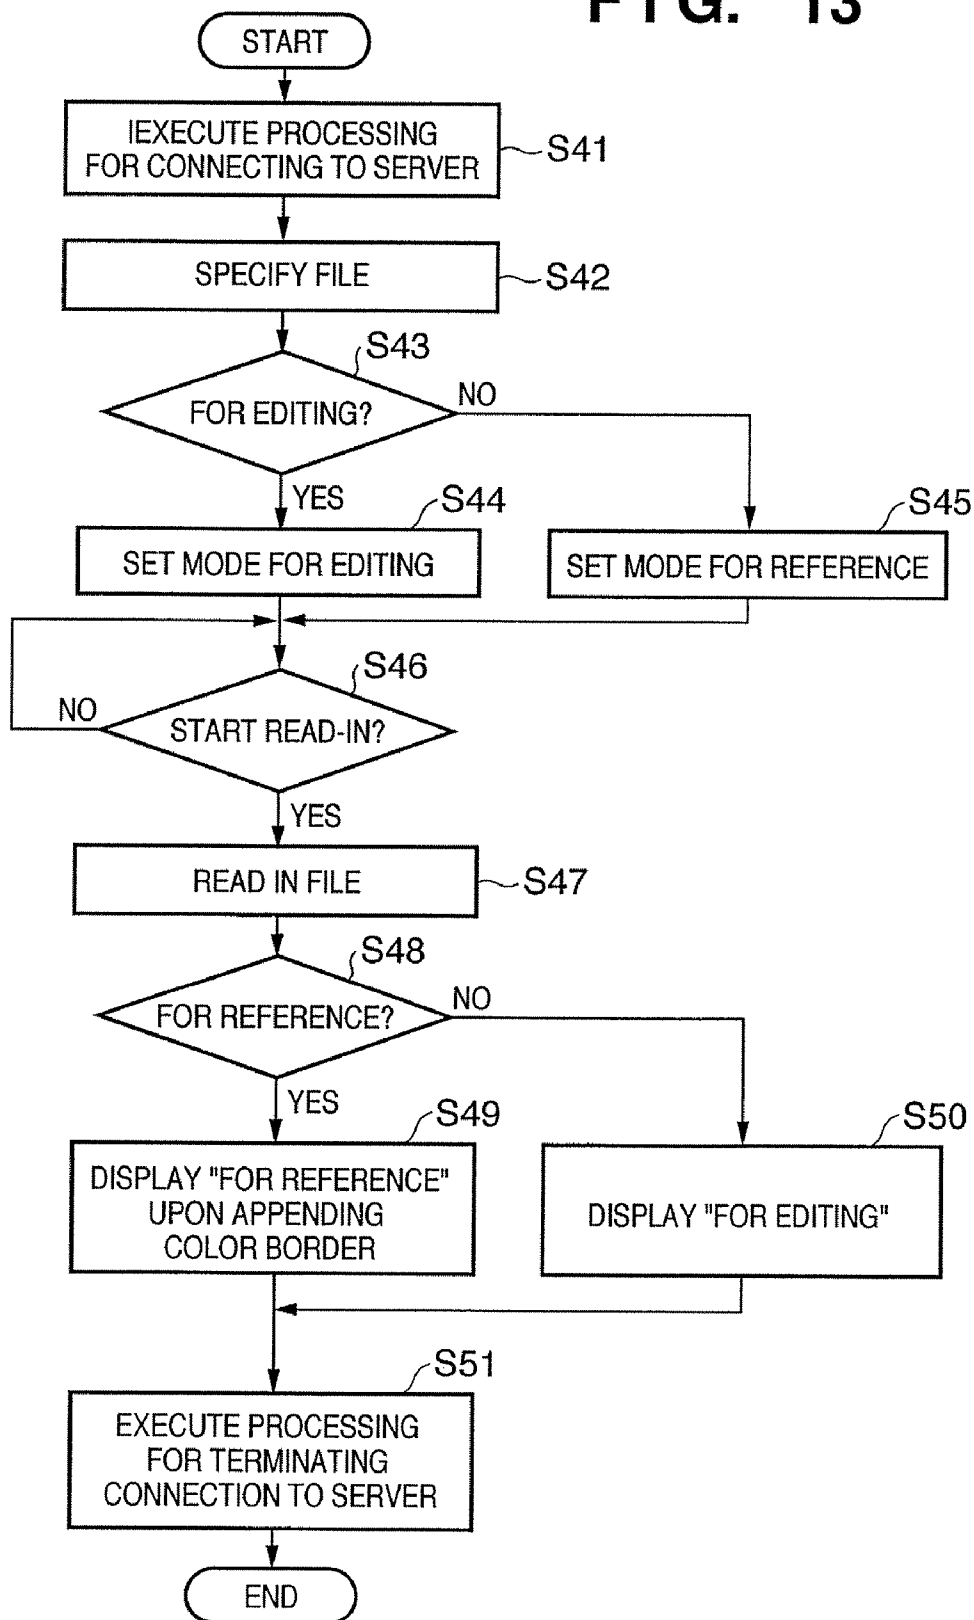 FIG. 13
START
IEXECUTE PROCESSING
FOR CONNECTING TO SERVER
S41
SPECIFY FILE
S42
S43
FOR EDITING?
NO
YES
S44
S45
SET MODE FOR EDITING
SET MODE FOR REFERENCE
S46
NO
START READ-IN?
YES
READ IN FILE
S47
S48
FOR REFERENCE?
NO
YES
S49
S50
DISPLAY "FOR REFERENCE"
UPON APPENDING
COLOR BORDER
DISPLAY "FOR EDITING"
S51
EXECUTE PROCESSING
FOR TERMINATING
CONNECTION TO SERVER
END